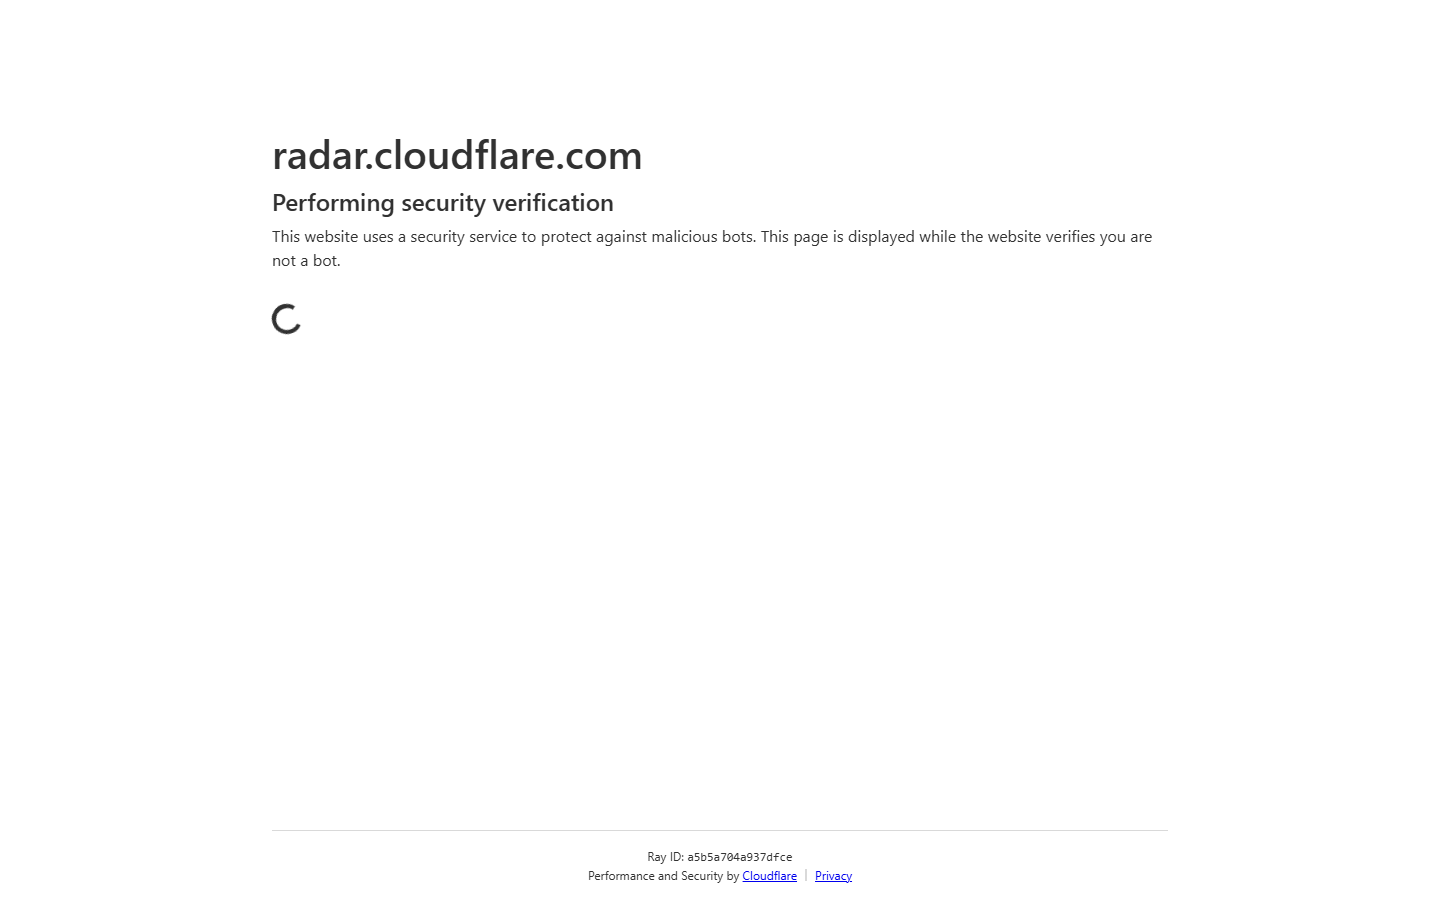 radar.cloudflare.com
Performing security verification
This website uses a security service to protect against malicious bots. This page is displayed while the website verifies you are
not a bot.
Ray ID: a5b5a704a937dfce
Performance and Security by Cloudflare | Privacy